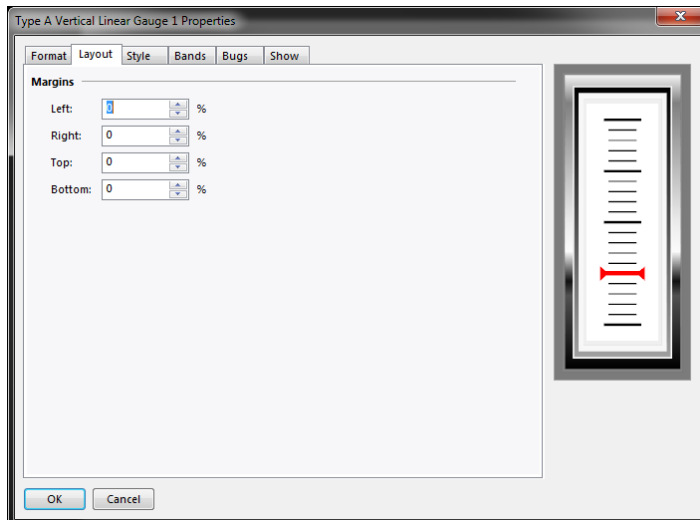 Type A Vertical Linear Gauge 1 Properties
Format Layout Style Bands Bugs Show
Margins
Left: 0 %
Right: 0 %
Top: 0 %
Bottom: 0 %
OK Cancel